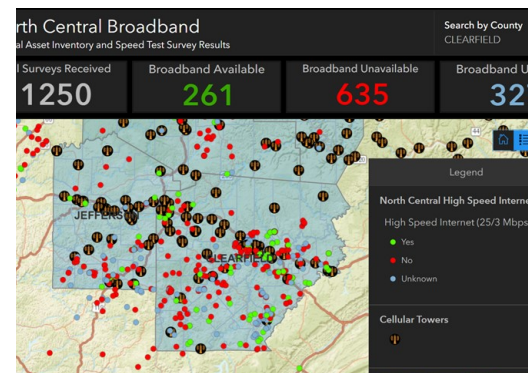 rth Central Broadband
al Asset Inventory and Speed Test Survey Results
Search by County
CLEARFIELD
l Surveys Received
1250
Broadband Available
261
Broadband Unavailable
635
Broadband U
32
44
JEFFERSON
CLEARFIELD
Legend
North Central High Speed Interne
High Speed Internet (25/3 Mbps
Yes
No
Unknown
Cellular Towers